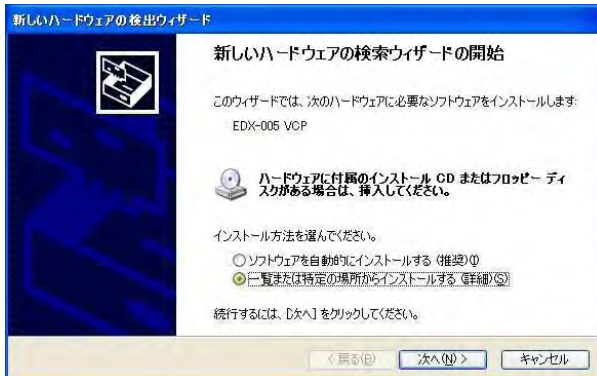 新しいハードウェアの検出ウィザード
新しいハードウェアの検索ウィザードの開始
このウィザードでは、次のハードウェアに必要なソフトウェアをインストールします:
EDX-005 VCP
ハードウェアに付属のインストール CD またはフロッピー ディ
スクがある場合は、挿入してください。
インストール方法を選んでください。
ソフトウェアを自動的にインストールする (推奨)(I)
一覧または特定の場所からインストールする (詳細)(S)
続行するには、[次へ] をクリックしてください。
< 戻る(B)
次へ(N) >
キャンセル